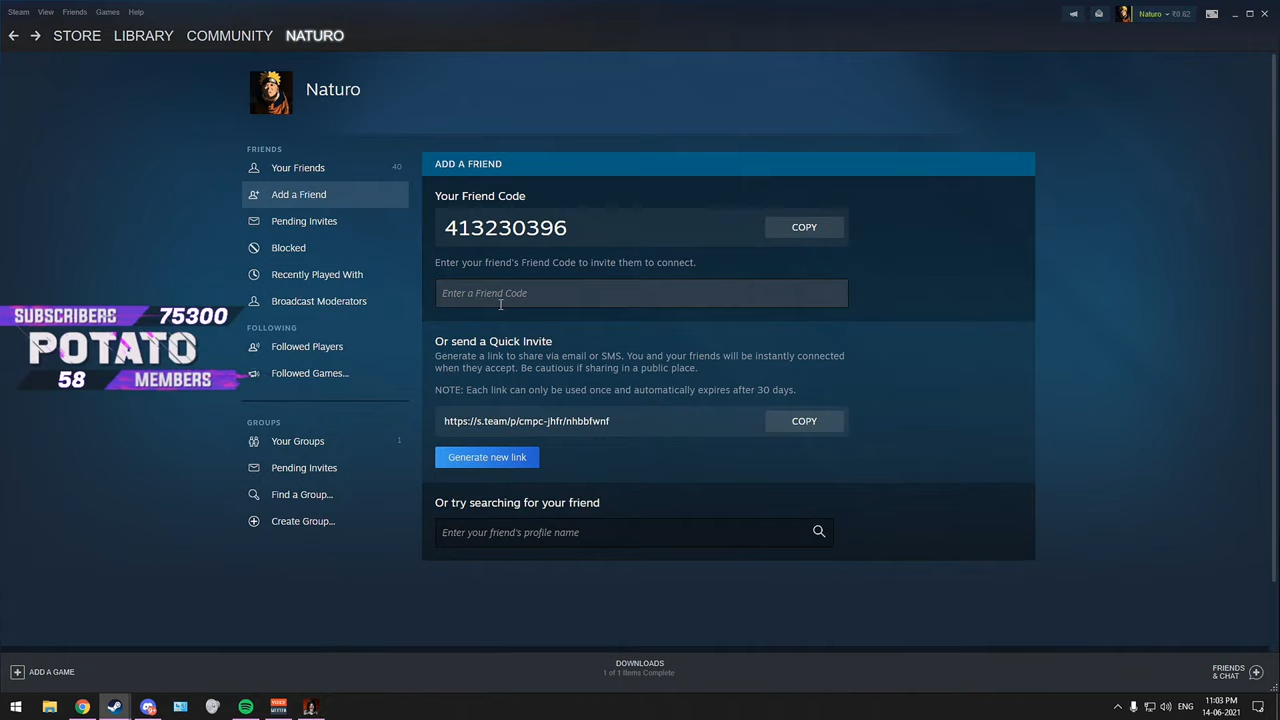 Steam View Friends Games Help
Naturo ₹0.62
STORE LIBRARY COMMUNITY NATURO
Naturo
FRIENDS
Your Friends 40
Add a Friend
Pending Invites
Blocked
Recently Played With
Broadcast Moderators
FOLLOWING
Followed Players
Followed Games...
GROUPS
Your Groups 1
Pending Invites
Find a Group...
Create Group...
SUBSCRIBERS 75300
POTATO
58 MEMBERS
ADD A FRIEND
Your Friend Code
413230396 COPY
Enter your friend's Friend Code to invite them to connect.
Enter a Friend Code
Or send a Quick Invite
Generate a link to share via email or SMS. You and your friends will be instantly connected
when they accept. Be cautious if sharing in a public place.
NOTE: Each link can only be used once and automatically expires after 30 days.
https://s.team/p/cmpc-jhfr/nhbbfwnf COPY
Generate new link
Or try searching for your friend
Enter your friend's profile name
ADD A GAME
DOWNLOADS
1 of 1 Items Complete
FRIENDS
& CHAT
ENG
11:03 PM
14-06-2021